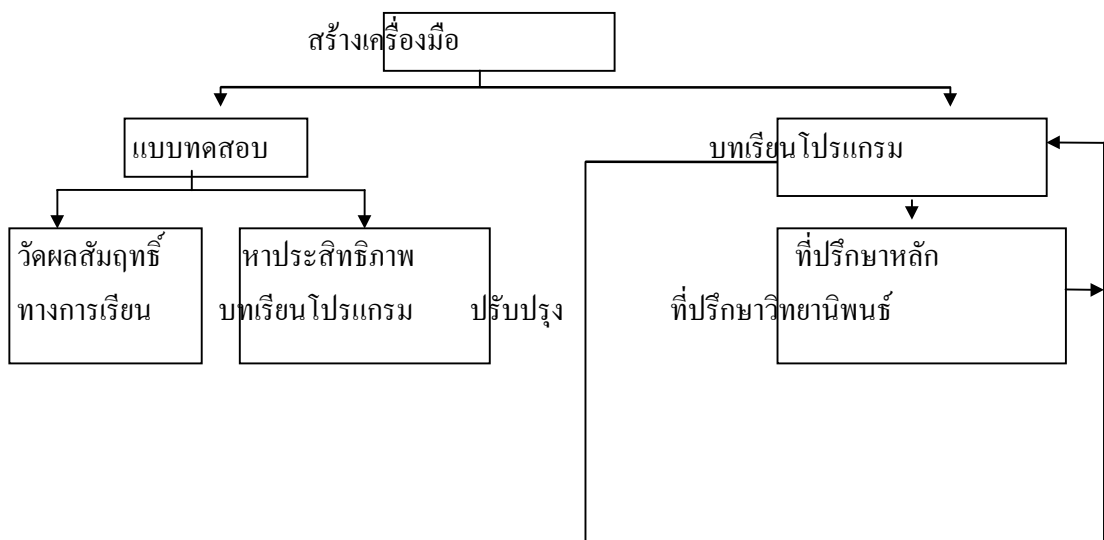 สร้างเครื่องมือ
แบบทดสอบ บทเรียนโปรแกรม
วัดผลสัมฤทธิ์ หาประสิทธิภาพ ที่ปรึกษาหลัก
ทางการเรียน บทเรียนโปรแกรม ปรับปรุง ที่ปรึกษาวิทยานิพนธ์